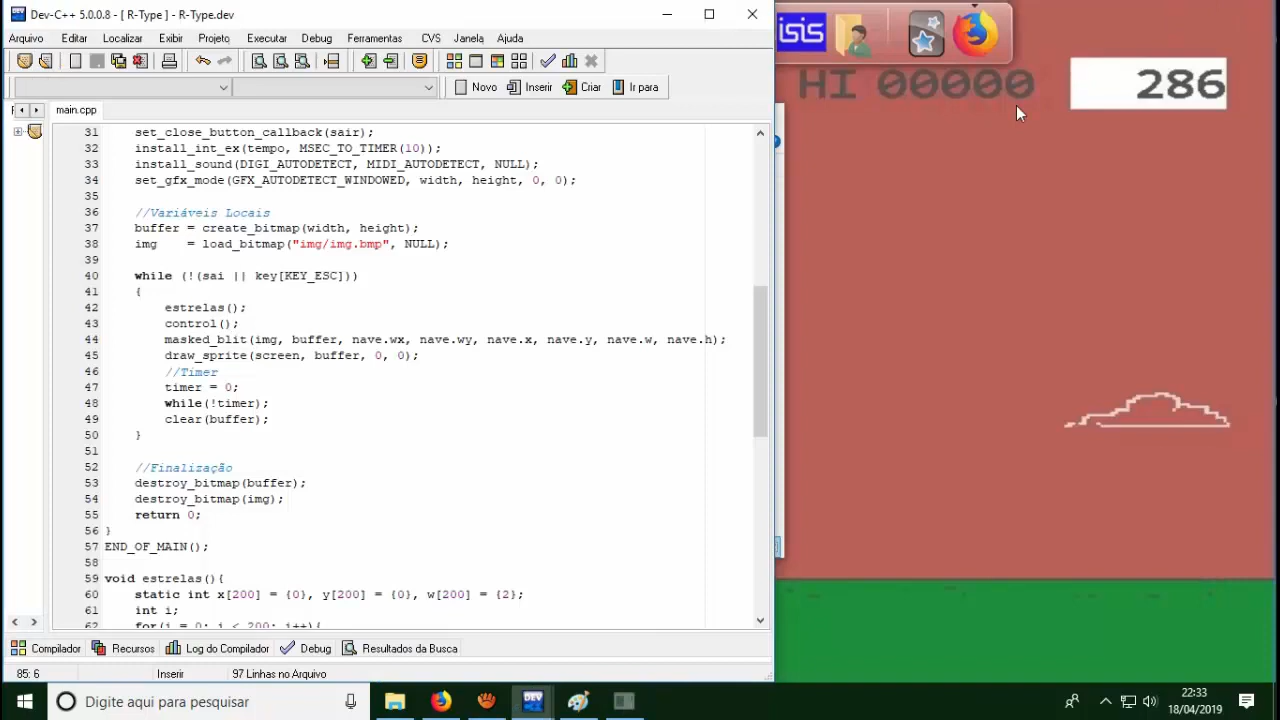 Dev-C++ 5.0.0.8 - [ R-Type ] - R-Type.dev
Arquivo
Exibir
Executar
Debug
Ferramentas
CVS
Janela
Ajuda
isis
HI 00000
286
Novo
Inserir
Criar
Ir para
main.cpp
31 set_close_button_callback(sair);
32 install_int_ex(tempo, MSEC_TO_TIMER(10));
33 install_sound(DIGI_AUTODETECT, MIDI_AUTODETECT, NULL);
34 set_gfx_mode(GFX_AUTODETECT_WINDOWED, width, height, 0, 0);
35
36 //Variáveis Locais
37 buffer = create_bitmap(width, height);
38 img    = load_bitmap("img/img.bmp", NULL);
39
40 while (!(sai || key[KEY_ESC]))
41 {
42 estrelas();
43 control();
44 masked_blit(img, buffer, nave.wx, nave.wy, nave.x, nave.y, nave.w, nave.h);
45 draw_sprite(screen, buffer, 0, 0);
46 //Timer
47 timer = 0;
48 while(!timer);
49 clear(buffer);
50 }
51
52 //Finalização
53 destroy_bitmap(buffer);
54 destroy_bitmap(img);
55 return 0;
56 }
57 END_OF_MAIN();
58
59 void estrelas(){
60 static int x[200] = {0}, y[200] = {0}, w[200] = {2};
61 int i;
62 for(i = 0; i < 200; i++){
Compilador
Recursos
Log do Compilador
Debug
Resultados da Busca
85: 6
Inserir
97 Linhas no Arquivo
Digite aqui para pesquisar
DEV
22:33
18/04/2019